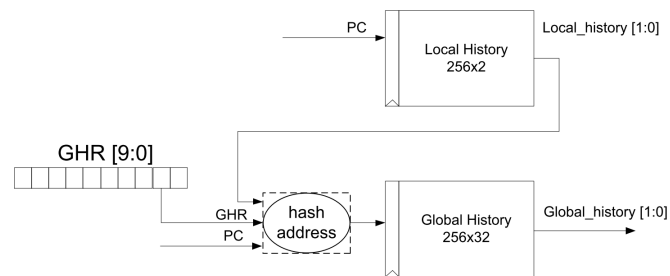 PC
Local_history [1:0]
Local History
256x2
GHR [9:0]
GHR
hash
address
PC
Global History
256x32
Global_history [1:0]